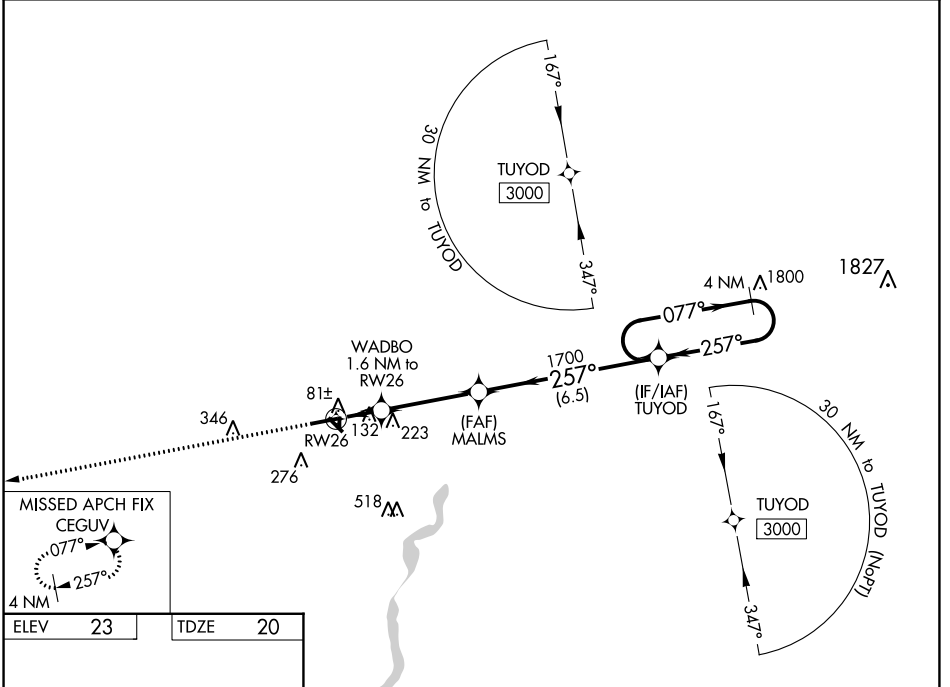 167°
30 NM to TUYOD
TUYOD
3000
347°
4 NM
1800
1827
077°
257°
WADBO
1.6 NM to
RW26
1700
257°
(6.5)
(IF/IAF)
TUYOD
81±
(FAF)
MALMS
346
132
223
RW26
276
518
167°
30 NM to TUYOD (NoPT)
TUYOD
3000
347°
MISSED APCH FIX
CEGUV
077°
257°
4 NM
ELEV 23
TDZE 20